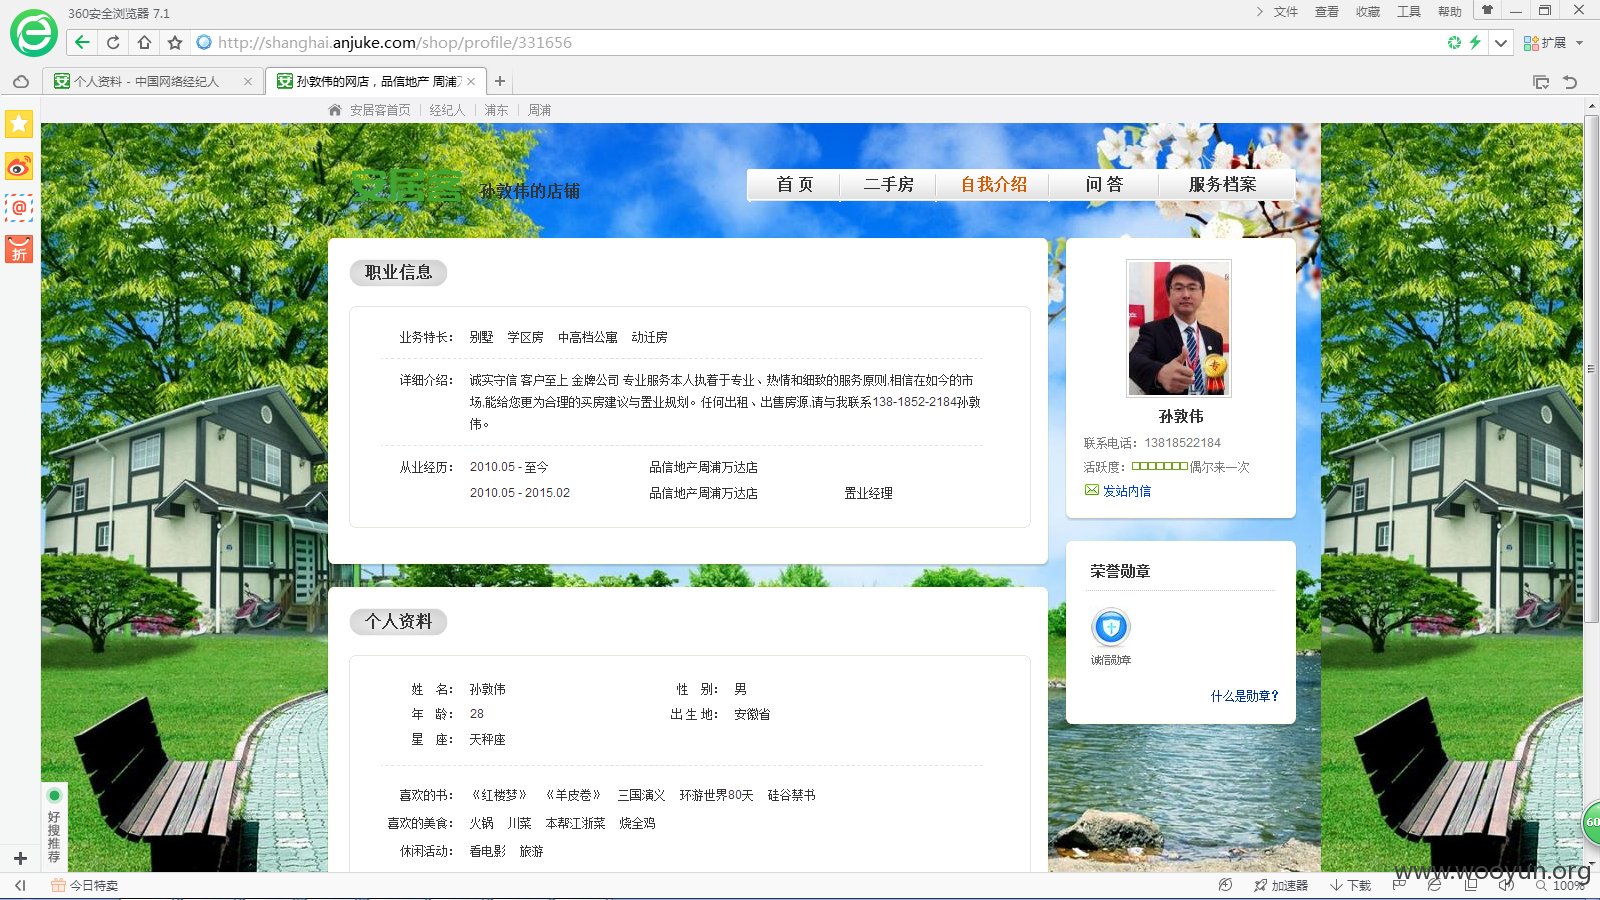 360安全浏览器 7.1
文件 查看 收藏 工具 帮助
http://shanghai.anjuke.com/shop/profile/331656
扩展
个人资料 - 中国网络经纪人
孙敦伟的网店，品信地产 周浦万
安居客首页 经纪人 浦东 周浦
安居客 孙敦伟的店铺
首 页 二手房 自我介绍 问 答 服务档案
职业信息
业务特长： 别墅 学区房 中高档公寓 动迁房
详细介绍： 诚实守信 客户至上 金牌公司 专业服务本人执着于专业、热情和细致的服务原则,相信在如今的市
场,能给您更为合理的买房建议与置业规划。任何出租、出售房源,请与我联系138-1852-2184孙敦
伟。
从业经历： 2010.05 - 至今 品信地产周浦万达店
2010.05 - 2015.02 品信地产周浦万达店 置业经理
孙敦伟
联系电话：13818522184
活跃度： 偶尔来一次
发站内信
荣誉勋章
诚信勋章
什么是勋章?
个人资料
姓 名： 孙敦伟 性 别： 男
年 龄： 28 出 生 地： 安徽省
星 座： 天秤座
喜欢的书： 《红楼梦》 《羊皮卷》 三国演义 环游世界80天 硅谷禁书
喜欢的美食： 火锅 川菜 本帮江浙菜 烧全鸡
休闲活动： 看电影 旅游
@
折
好搜推荐
60
今日特卖
加速器 下载 100%
www.wooyun.org